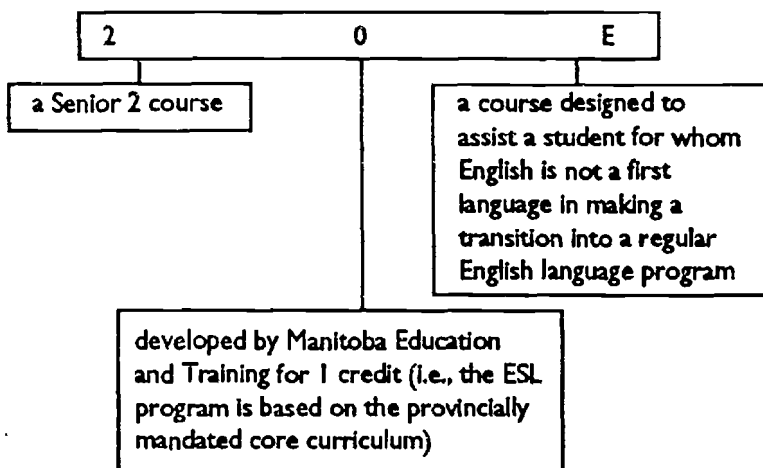 2 0 E
a Senior 2 course
a course designed to
assist a student for whom
English is not a first
language in making a
transition into a regular
English language program
developed by Manitoba Education
and Training for 1 credit (i.e., the ESL
program is based on the provincially
mandated core curriculum)